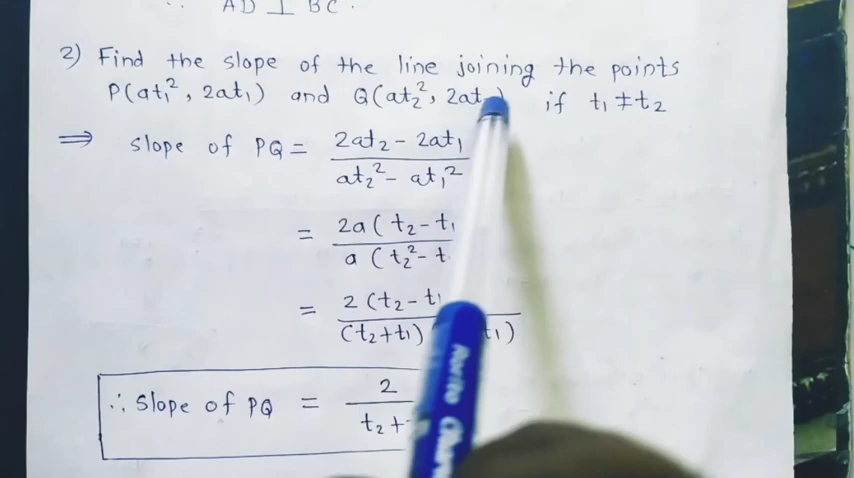 ∴ AD ⊥ BC.
2) Find the slope of the line joining the points
P(at₁², 2at₁) and Q(at₂², 2at ) if t₁ ≠ t₂
⇒ slope of PQ = 2at₂ - 2at₁
at₂² - at₁²
= 2a(t₂-t₁
a(t₂²-t
= 2(t₂-t₁
(t₂+t₁) t₁)
∴ slope of PQ = 2
t₂+